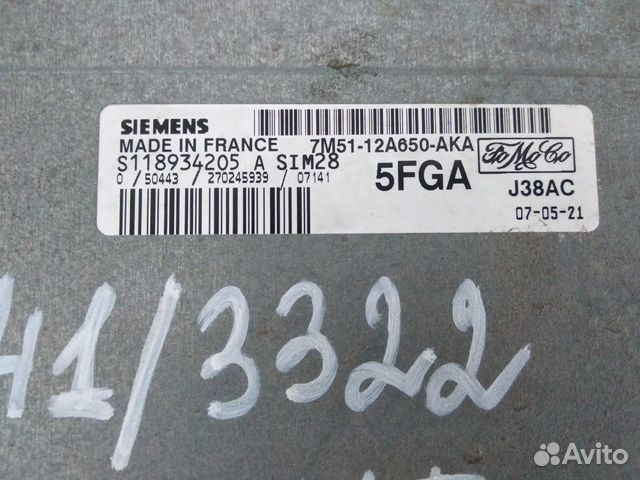 SIEMENS
MADE IN FRANCE 7M51-12A650-AKA
S118934205 A SIM28
0 / 50443 / 270245939 / 07141
5FGA
FoMoCo
J38AC
07-05-21
41/3322
Avito